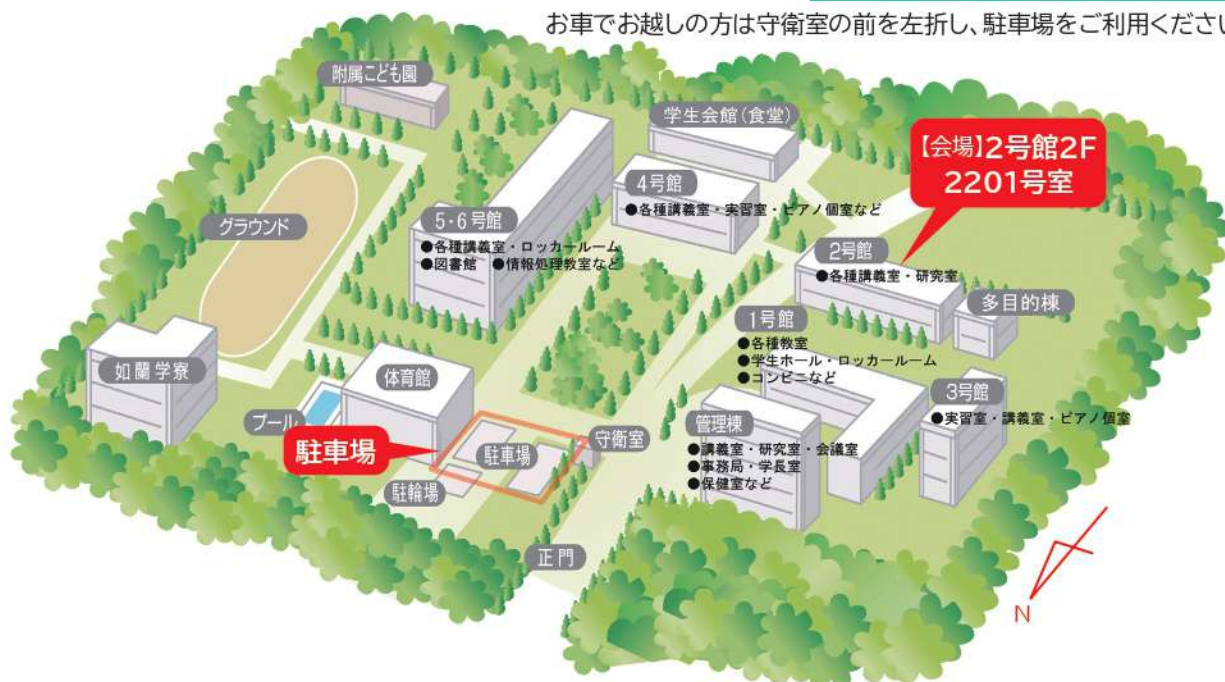 お車でお越しの方は守衛室の前を左折し、駐車場をご利用ください
附属こども園
学生会館(食堂)
【会場】2号館2F
2201号室
4号館
●各種講義室・実習室・ピアノ個室など
グラウンド
5・6号館
●各種講義室・ロッカールーム
●図書館 ●情報処理教室など
2号館
●各種講義室・研究室
多目的棟
1号館
●各種教室
●学生ホール・ロッカールーム
●コンビニなど
如蘭学寮
体育館
3号館
●実習室・講義室・ピアノ個室
プール
駐車場
駐車場
守衛室
管理棟
●講義室・研究室・会議室
●事務局・学長室
●保健室など
駐輪場
正門
N